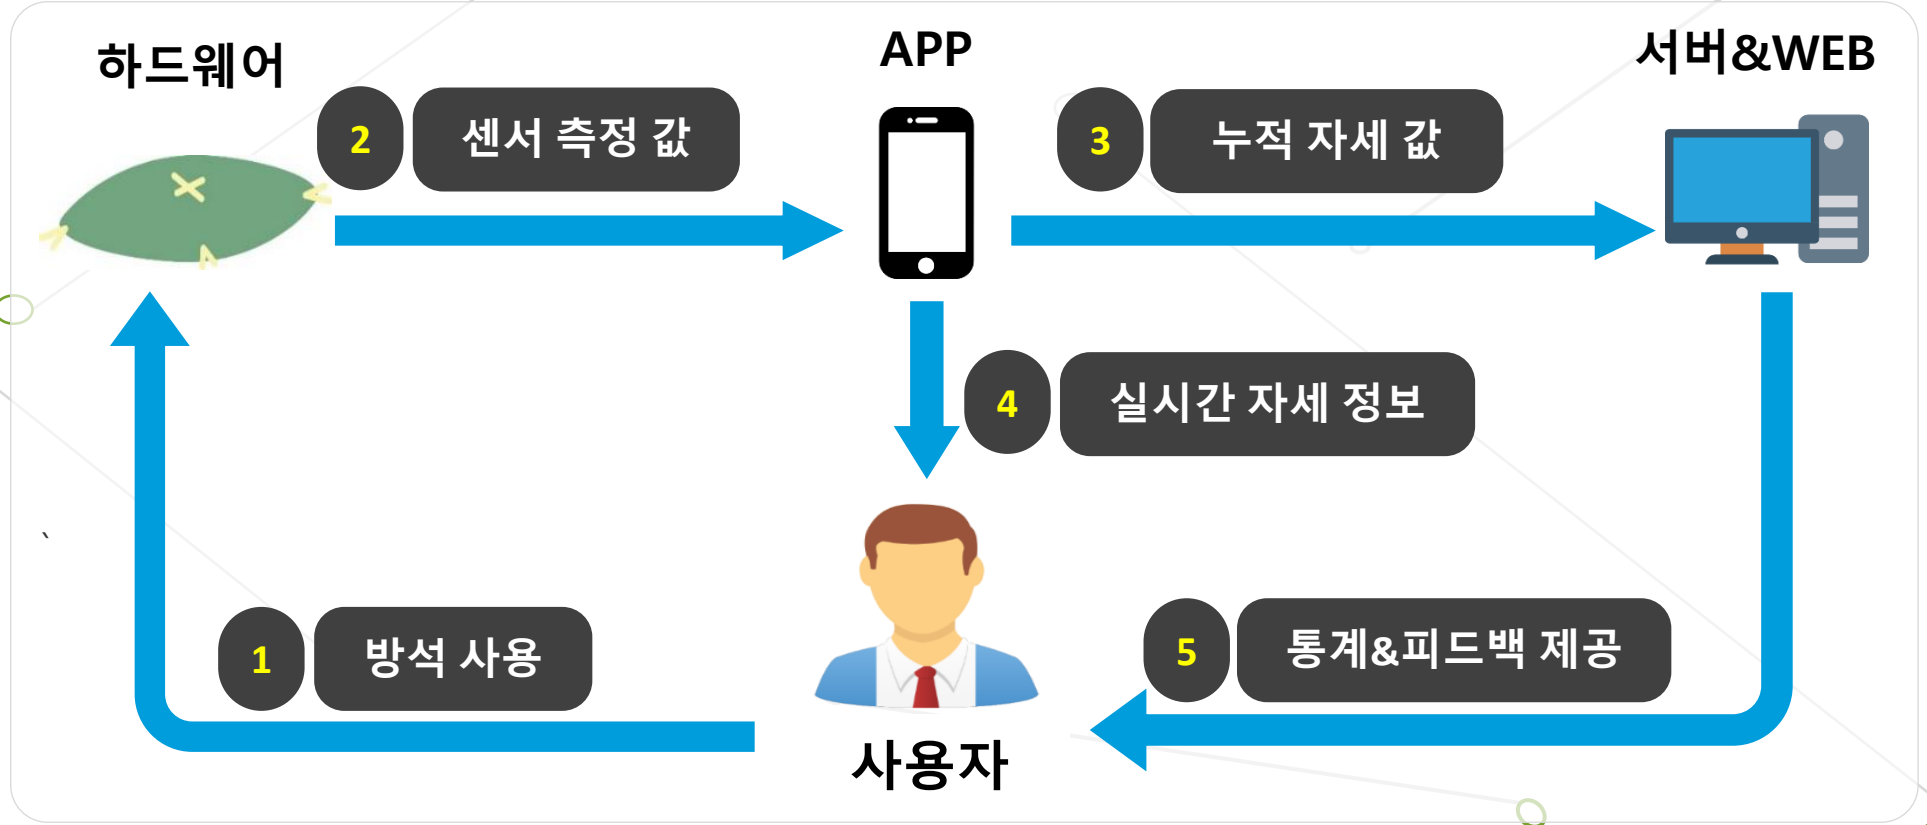 하드웨어
APP
서버&WEB
2 센서 측정 값
3 누적 자세 값
4 실시간 자세 정보
`
1 방석 사용
5 통계&피드백 제공
사용자